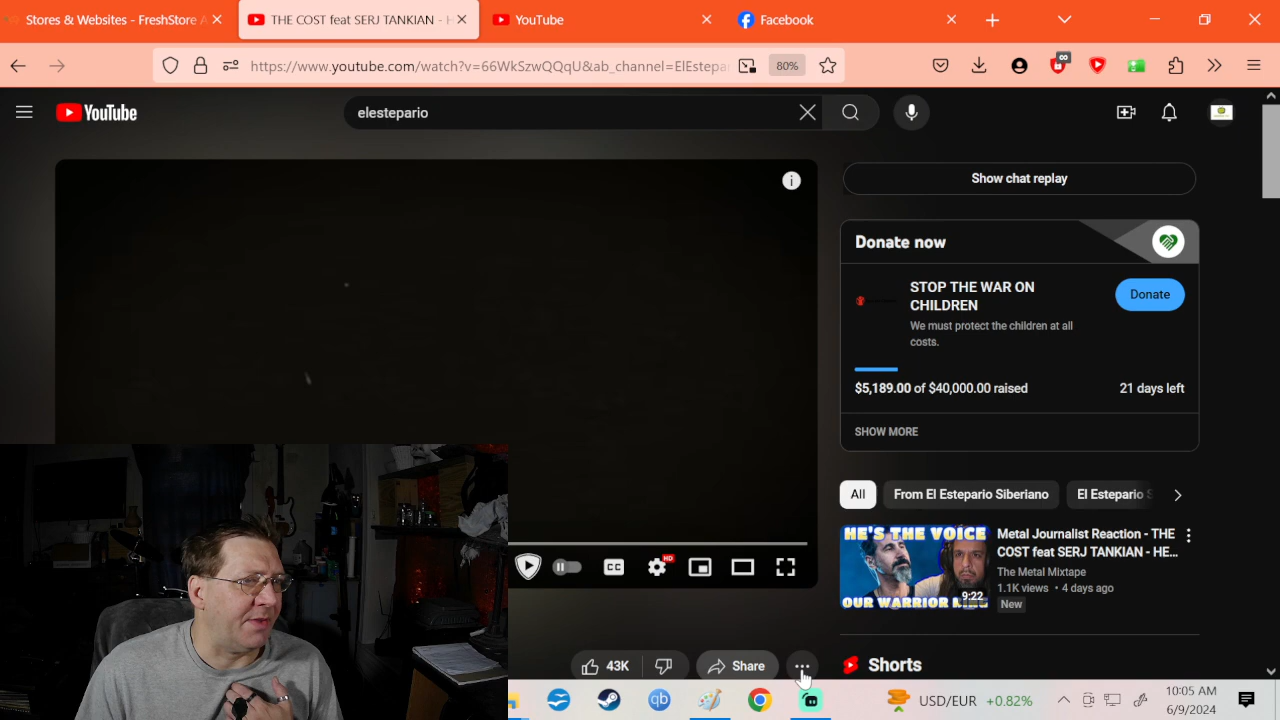 Stores & Websites - FreshStore A
THE COST feat SERJ TANKIAN - H
YouTube
Facebook
https://www.youtube.com/watch?v=66WkSzwQQqU&ab_channel=ElEstepar
80%
YouTube
elestepario
Show chat replay
Donate now
STOP THE WAR ON
CHILDREN
We must protect the children at all
costs.
Donate
$5,189.00 of $40,000.00 raised
21 days left
SHOW MORE
All
From El Estepario Siberiano
El Estepario S
HE'S THE VOICE
OUR WARRIOR
9:22
Metal Journalist Reaction - THE
COST feat SERJ TANKIAN - HE...
The Metal Mixtape
1.1K views • 4 days ago
New
CC
HD
43K
Share
Shorts
qb
USD/EUR +0.82%
10:05 AM
6/9/2024